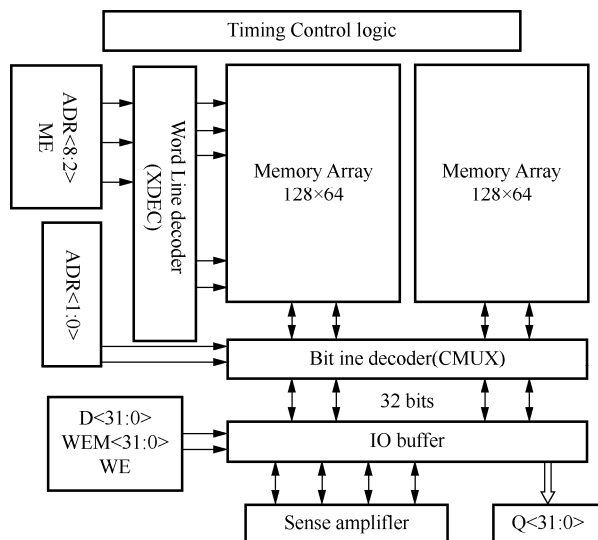 Timing Control logic
ADR<8:2>
ME
Word Line decoder
(XDEC)
Memory Array
128×64
Memory Array
128×64
ADR<1:0>
Bit ine decoder(CMUX)
32 bits
D<31:0>
WEM<31:0>
WE
IO buffer
Sense amplifler
Q<31:0>